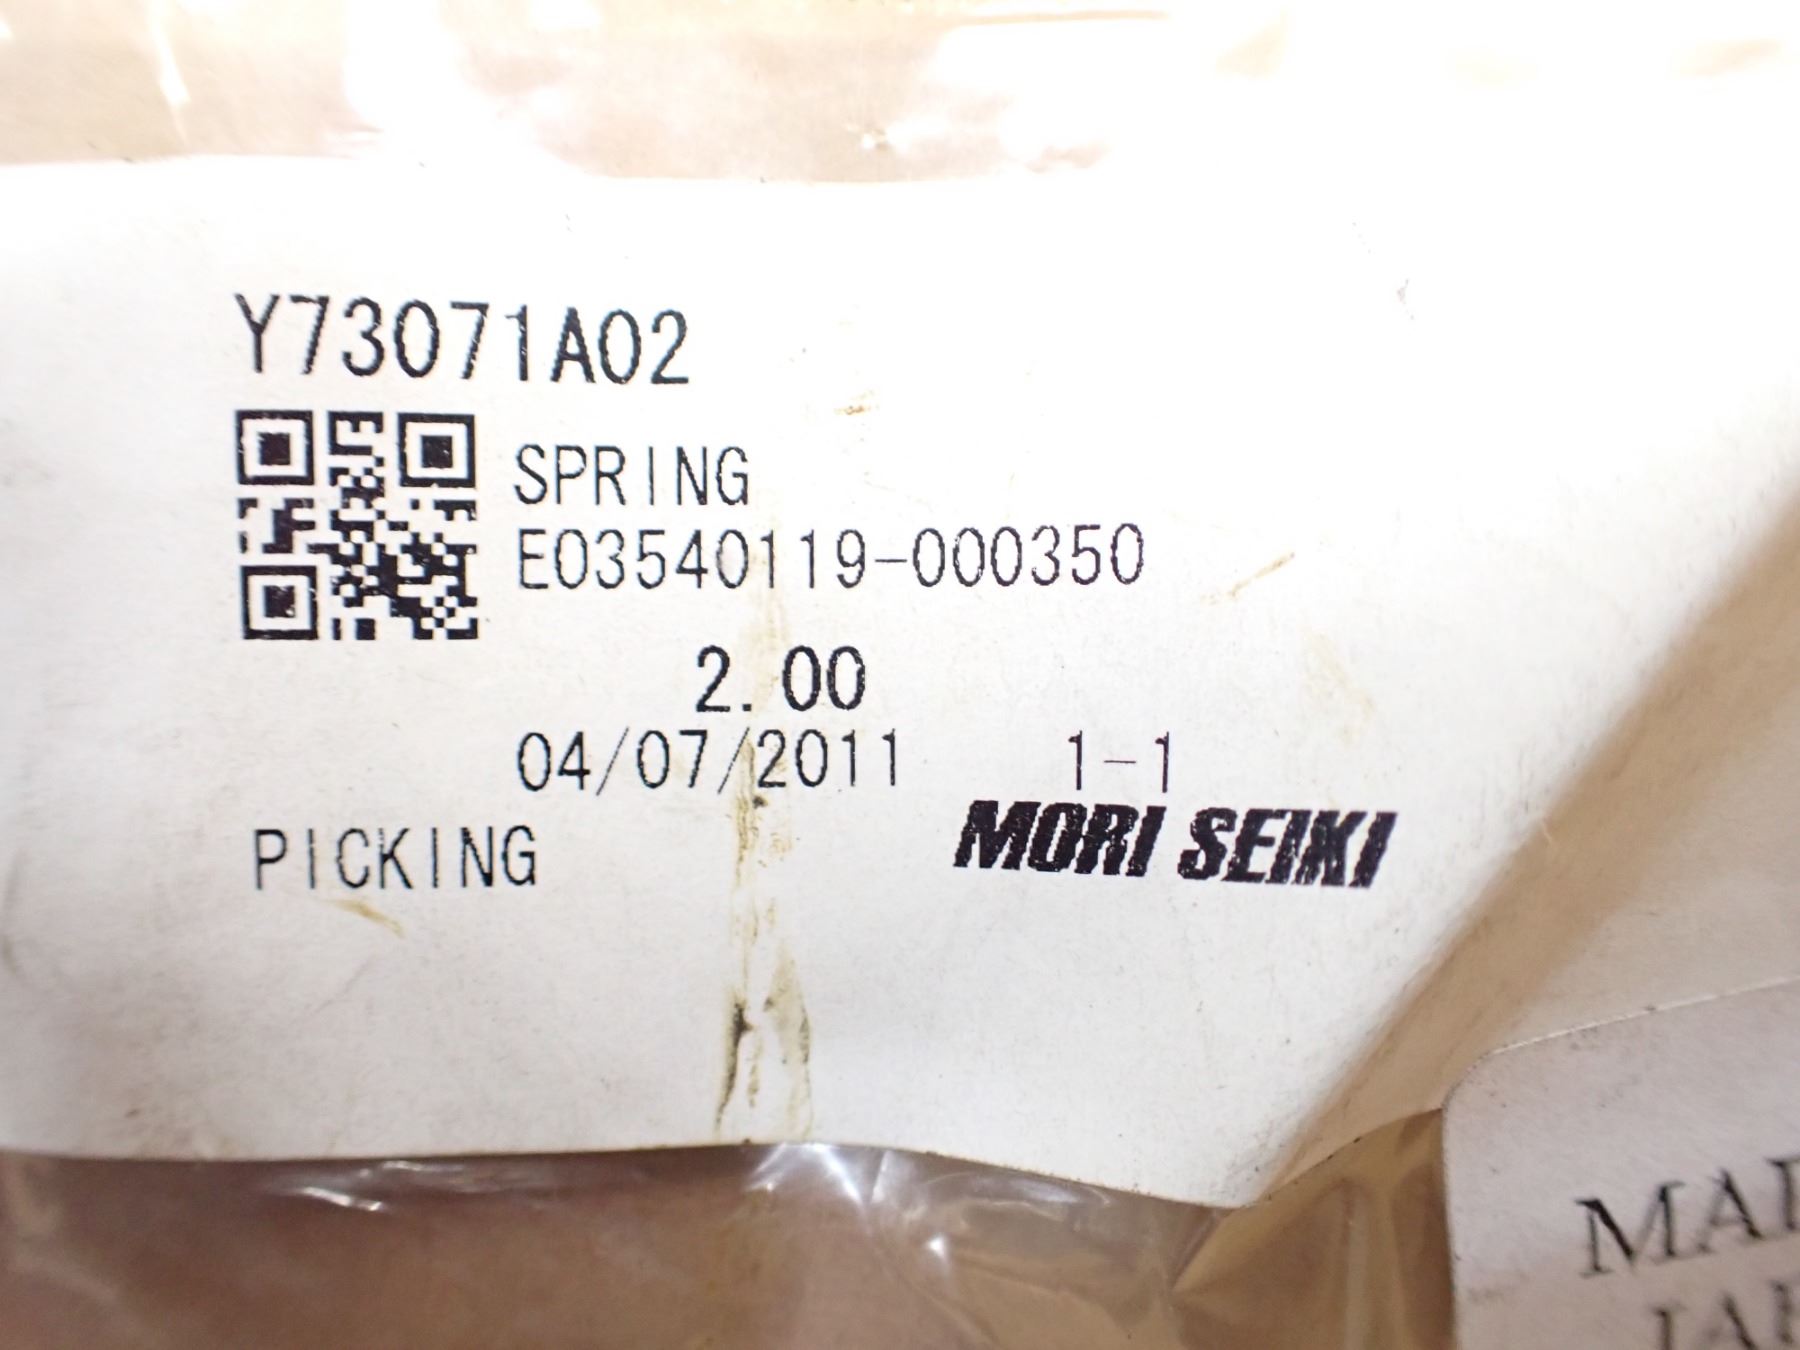 Y73071A02
SPRING
E03540119-000350
2.00
04/07/2011 1-1
PICKING
MORI SEIKI